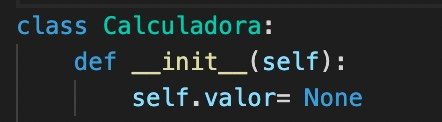 class Calculadora:
    def __init__(self):
        self.valor= None